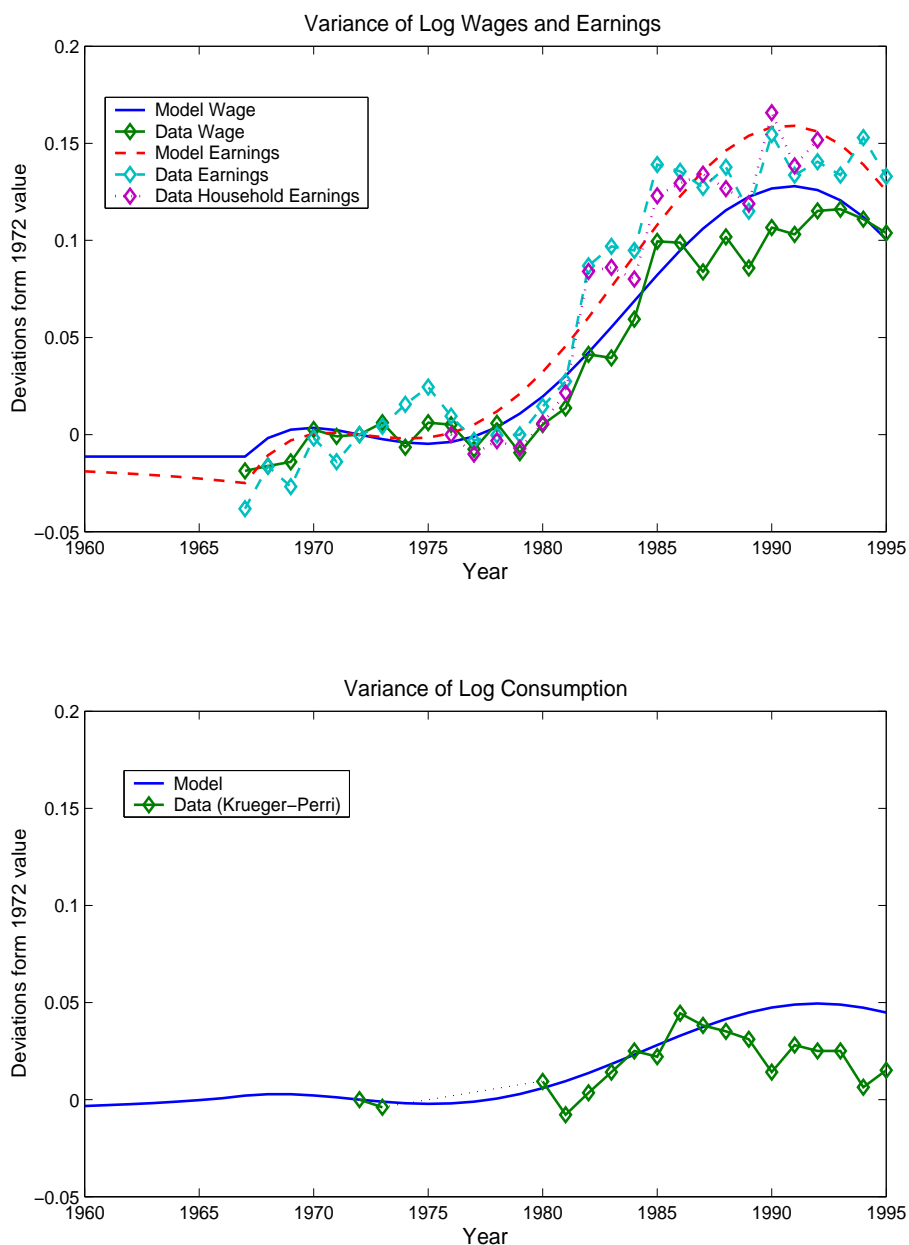 Variance of Log Wages and Earnings
0.2
0.15
0.1
0.05
0
−0.05
Deviations form 1972 value
Model Wage
Data Wage
Model Earnings
Data Earnings
Data Household Earnings
1960 1965 1970 1975 1980 1985 1990 1995
Year
Variance of Log Consumption
0.2
0.15
0.1
0.05
0
−0.05
Deviations form 1972 value
Model
Data (Krueger−Perri)
1960 1965 1970 1975 1980 1985 1990 1995
Year